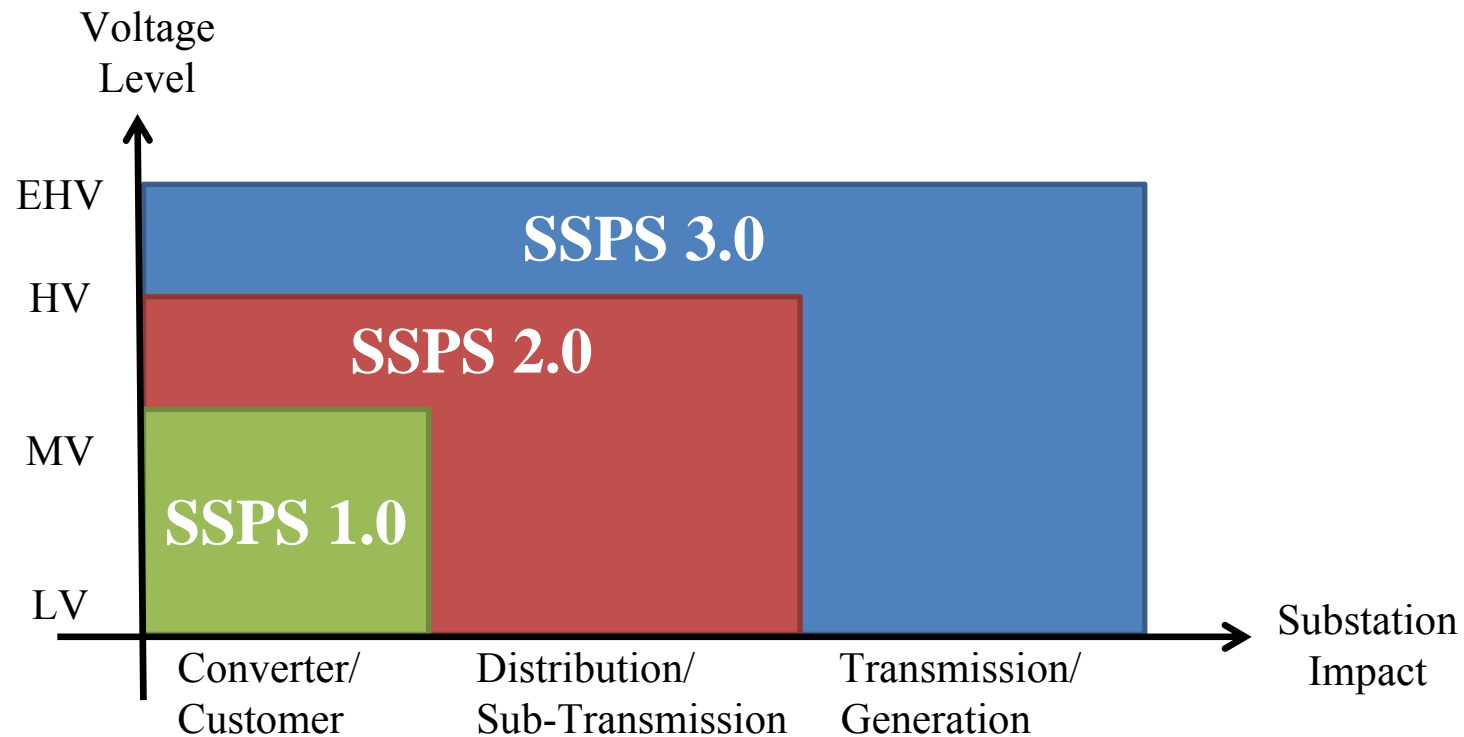 Voltage
Level
EHV
SSPS 3.0
HV
SSPS 2.0
MV
SSPS 1.0
LV
Substation
Impact
Converter/
Customer
Distribution/
Sub-Transmission
Transmission/
Generation